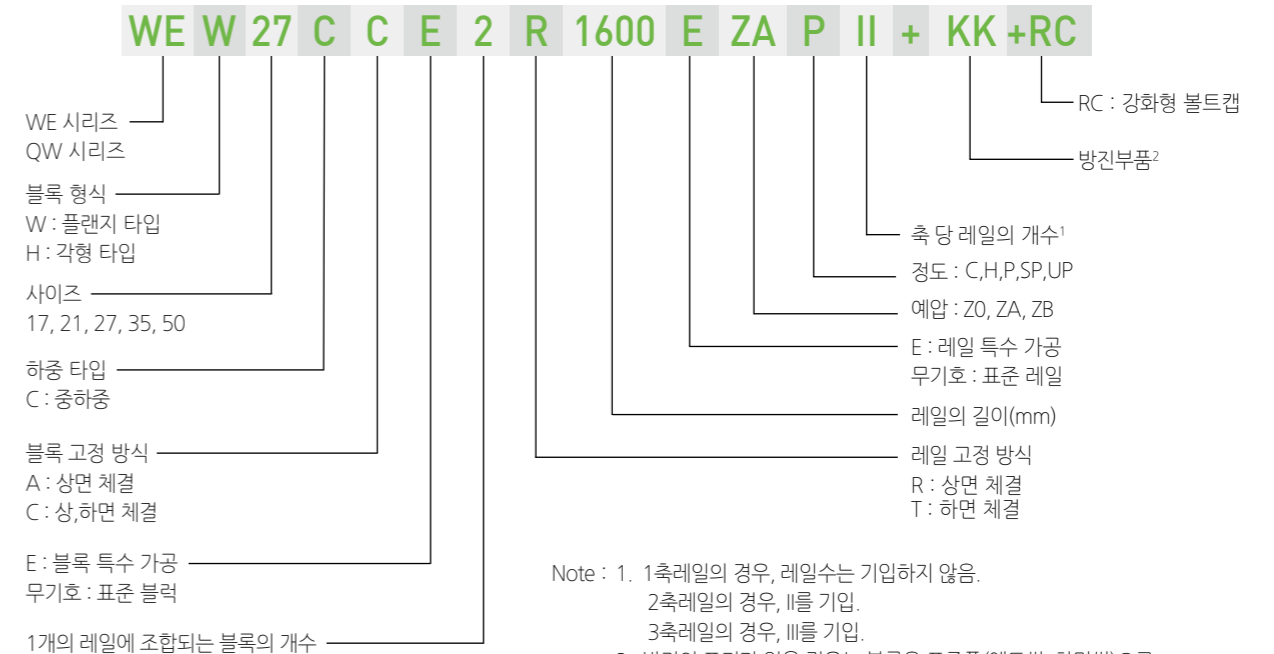 WE W 27 C C E 2 R 1600 E ZA P II + KK +RC
WE 시리즈
QW 시리즈
블록 형식
W : 플랜지 타입
H : 각형 타입
사이즈
17, 21, 27, 35, 50
하중 타입
C : 중하중
블록 고정 방식
A : 상면 체결
C : 상,하면 체결
E : 블록 특수 가공
무기호 : 표준 블럭
1개의 레일에 조합되는 블록의 개수
RC : 강화형 볼트캡
방진부품2
축 당 레일의 개수1
정도 : C,H,P,SP,UP
예압 : Z0, ZA, ZB
E : 레일 특수 가공
무기호 : 표준 레일
레일의 길이(mm)
레일 고정 방식
R : 상면 체결
T : 하면 체결
Note : 1. 1축레일의 경우, 레일수는 기입하지 않음.
2축레일의 경우, II를 기입.
3축레일의 경우, III를 기입.